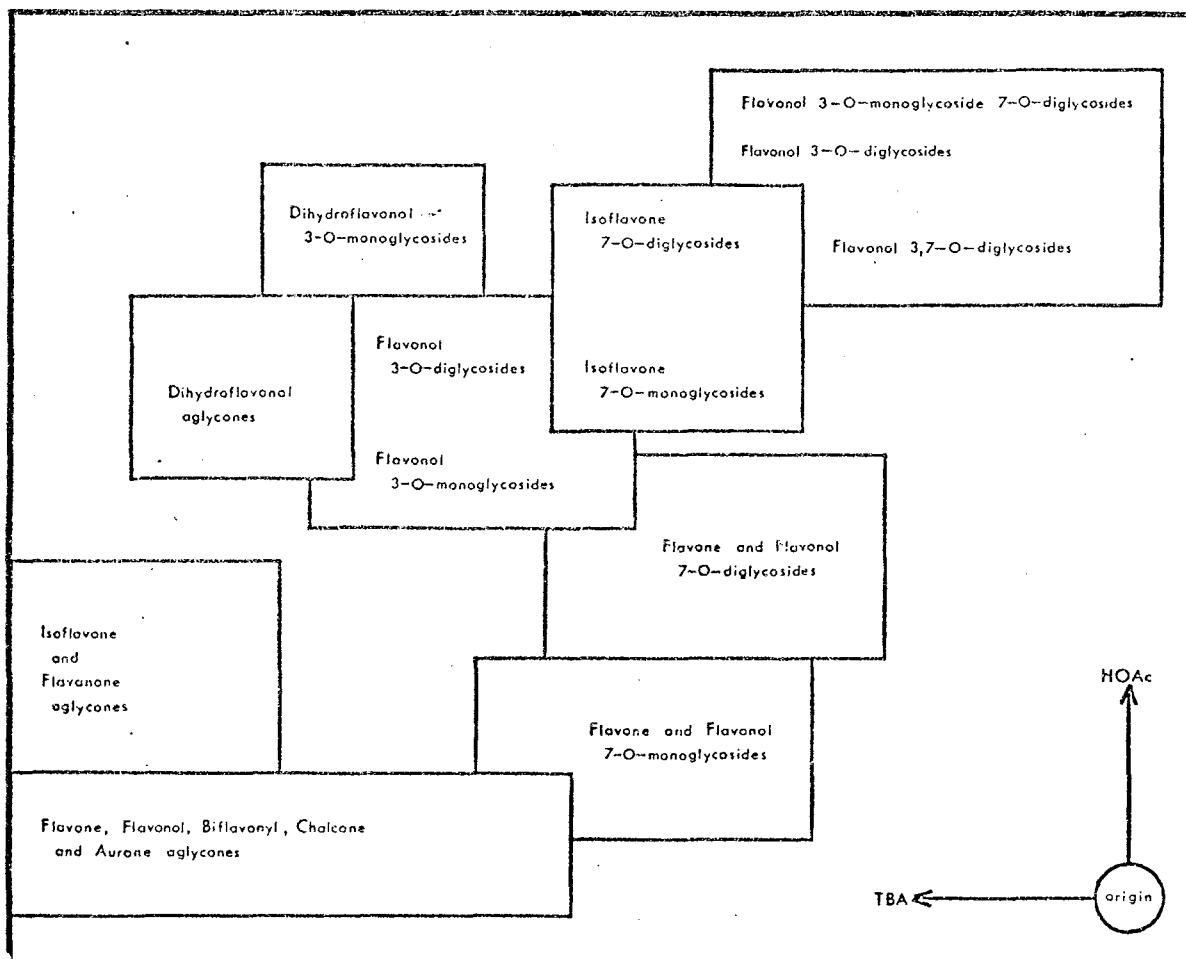 Flavonol 3-O-monoglycoside 7-O-diglycosides
Flavonol 3-O-diglycosides
Flavonol 3,7-O-diglycosides
Dihydroflavonol
3-O-monoglycosides
Isoflavone
7-O-diglycosides
Isoflavone
7-O-monoglycosides
Flavonol
3-O-diglycosides
Flavonol
3-O-monoglycosides
Dihydroflavonol
aglycones
Flavone and Flavonol
7-O-diglycosides
Isoflavone
and
Flavanone
aglycones
Flavone and Flavonol
7-O-monoglycosides
Flavone, Flavonol, Biflavonyl, Chalcone
and Aurone aglycones
HOAc
TBA
origin